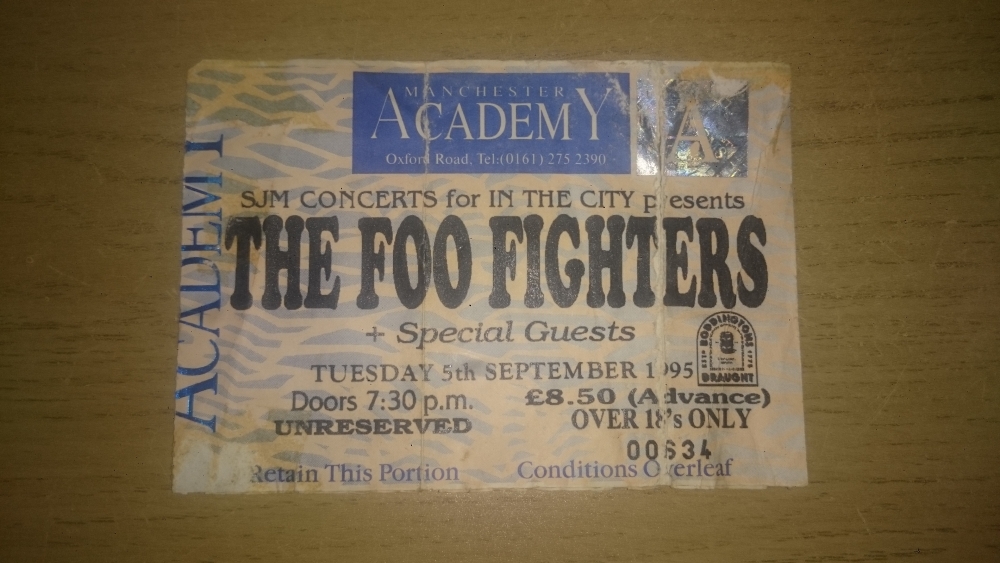 MANCHESTER
ACADEMY
Oxford Road, Tel:(0161) 275 2390
A
ACADEMY
SJM CONCERTS for IN THE CITY presents
THE FOO FIGHTERS
+ Special Guests
BODDINGTONS
DRAUGHT
TUESDAY 5th SEPTEMBER 1995
Doors 7:30 p.m.
£8.50 (Advance)
UNRESERVED
OVER 18's ONLY
00634
Retain This Portion
Conditions Overleaf